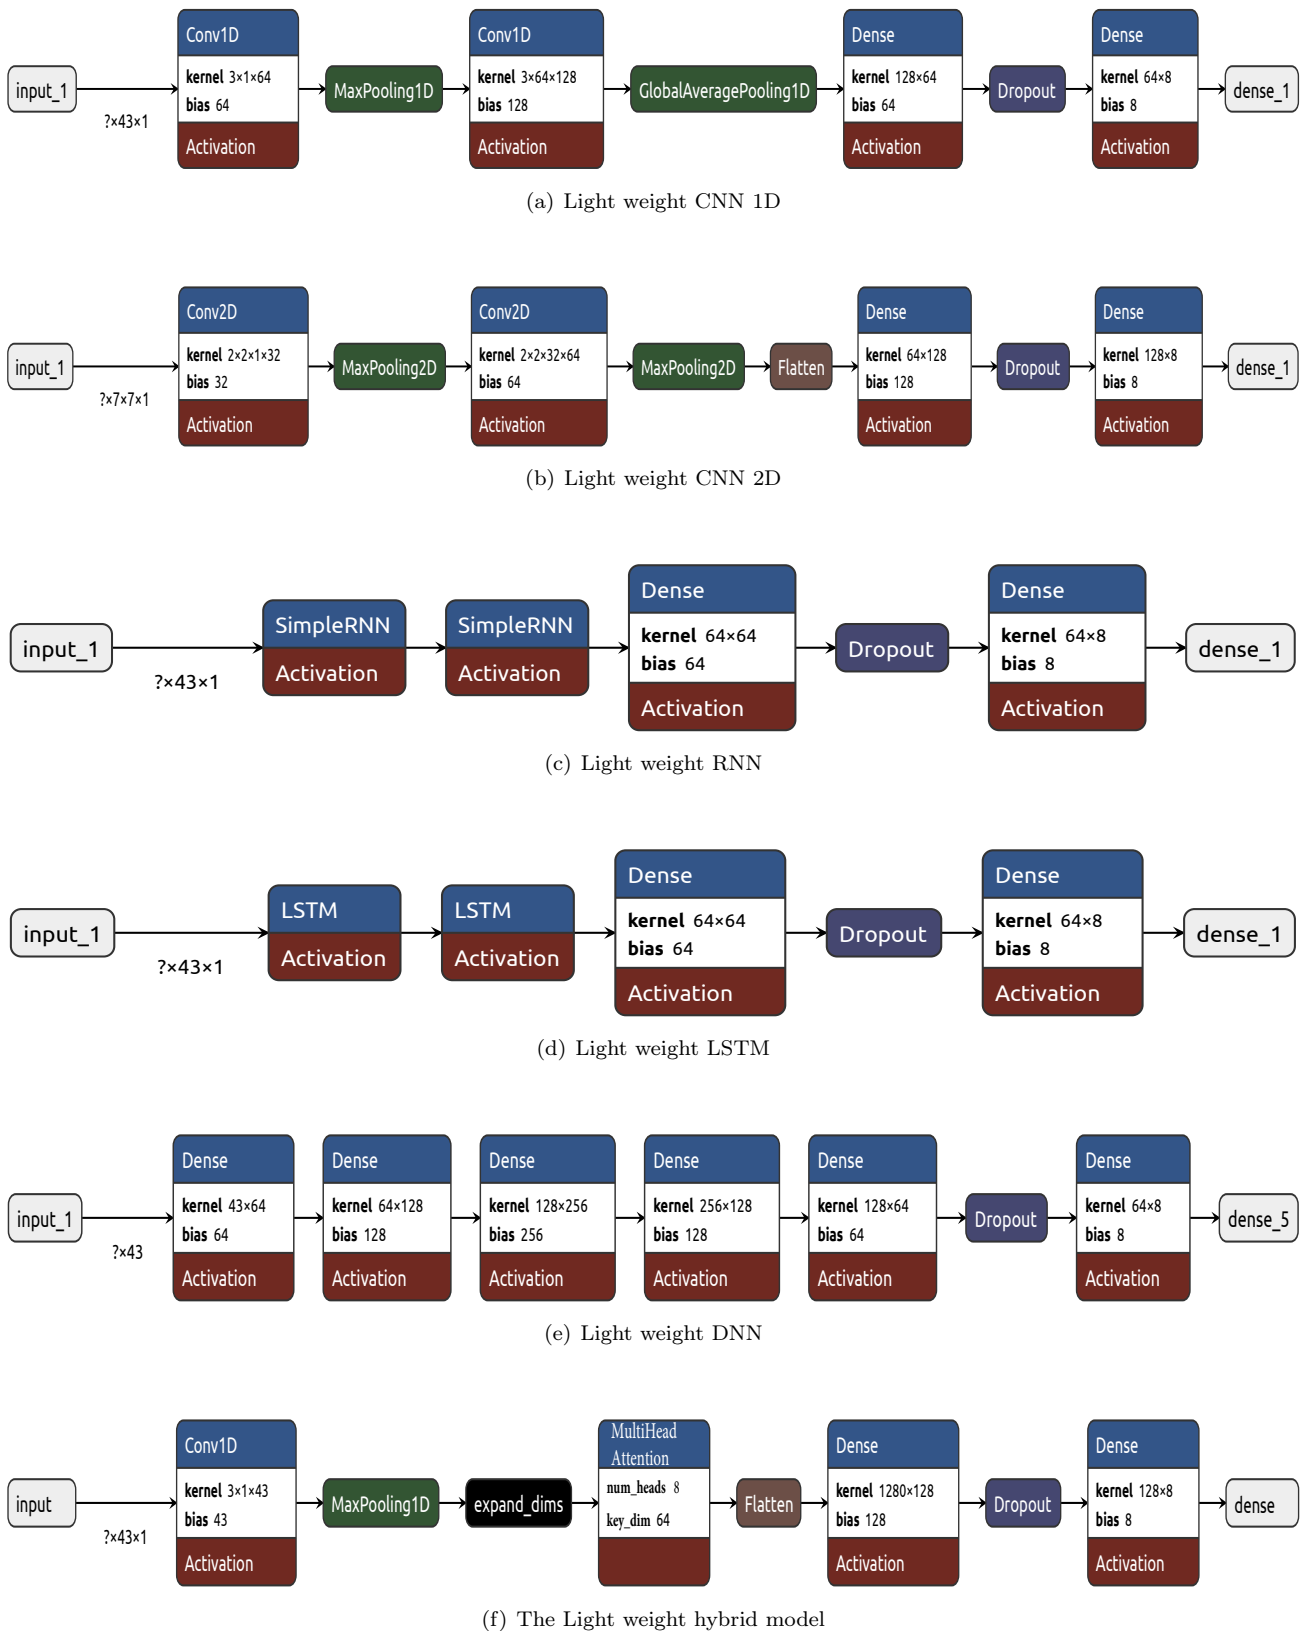 input_1
?×43×1
Conv1D
kernel 3×1×64
bias 64
Activation
MaxPooling1D
Conv1D
kernel 3×64×128
bias 128
Activation
GlobalAveragePooling1D
Dense
kernel 128×64
bias 64
Activation
Dropout
Dense
kernel 64×8
bias 8
Activation
dense_1
(a) Light weight CNN 1D
input_1
?×7×7×1
Conv2D
kernel 2×2×1×32
bias 32
Activation
MaxPooling2D
Conv2D
kernel 2×2×32×64
bias 64
Activation
MaxPooling2D
Flatten
Dense
kernel 64×128
bias 128
Activation
Dropout
Dense
kernel 128×8
bias 8
Activation
dense_1
(b) Light weight CNN 2D
input_1
?×43×1
SimpleRNN
Activation
SimpleRNN
Activation
Dense
kernel 64×64
bias 64
Activation
Dropout
Dense
kernel 64×8
bias 8
Activation
dense_1
(c) Light weight RNN
input_1
?×43×1
LSTM
Activation
LSTM
Activation
Dense
kernel 64×64
bias 64
Activation
Dropout
Dense
kernel 64×8
bias 8
Activation
dense_1
(d) Light weight LSTM
input_1
?×43
Dense
kernel 43×64
bias 64
Activation
Dense
kernel 64×128
bias 128
Activation
Dense
kernel 128×256
bias 256
Activation
Dense
kernel 256×128
bias 128
Activation
Dense
kernel 128×64
bias 64
Activation
Dropout
Dense
kernel 64×8
bias 8
Activation
dense_5
(e) Light weight DNN
input
?×43×1
Conv1D
kernel 3×1×43
bias 43
Activation
MaxPooling1D
expand_dims
MultiHead
Attention
num_heads 8
key_dim 64
Flatten
Dense
kernel 1280×128
bias 128
Activation
Dropout
Dense
kernel 128×8
bias 8
Activation
dense
(f) The Light weight hybrid model